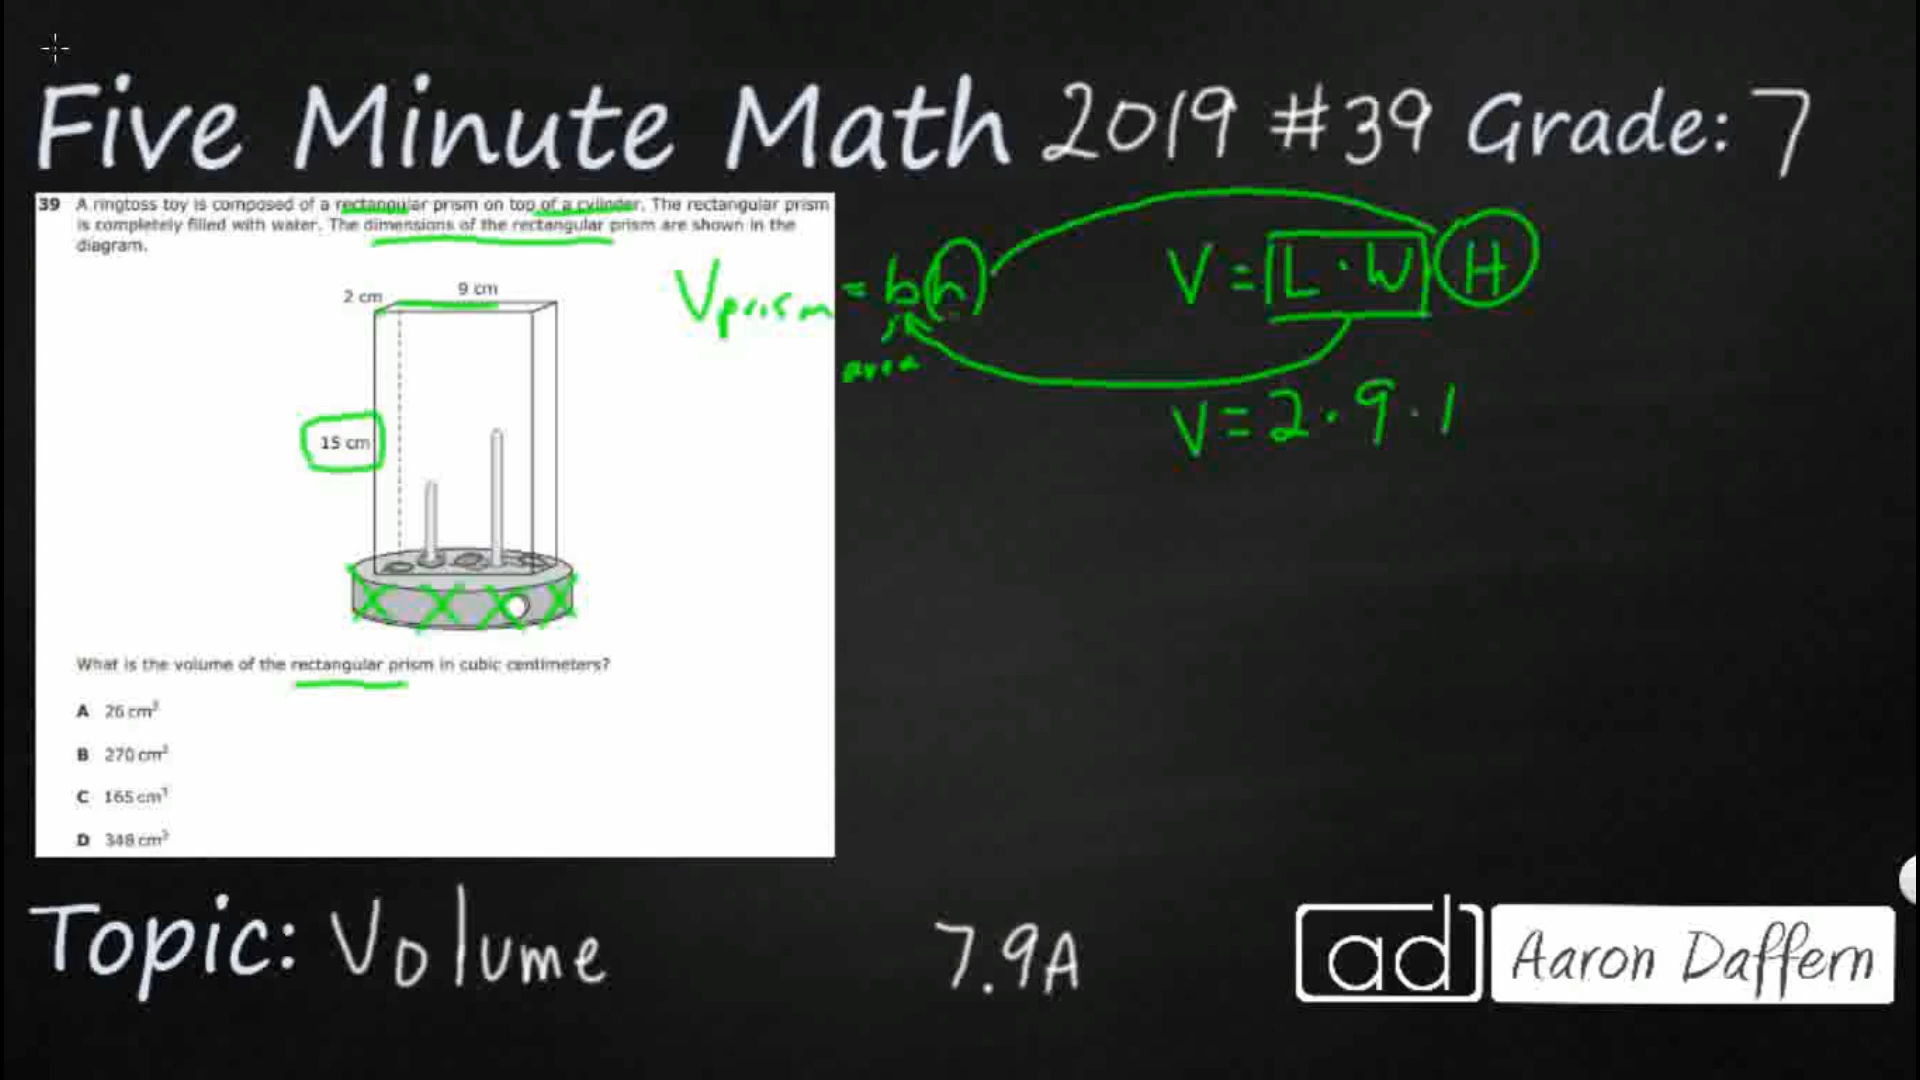 Five Minute Math 2019 #39 Grade: 7
39 A ringtoss toy is composed of a rectangular prism on top of a cylinder. The rectangular prism
is completely filled with water. The dimensions of the rectangular prism are shown in the
diagram.
2 cm 9 cm
15 cm
Vprism = b(h)
area
V = L · W H
V = 2 · 9 · 1
What is the volume of the rectangular prism in cubic centimeters?
A 26 cm³
B 270 cm³
C 165 cm³
D 348 cm³
Topic: Volume
7.9A
ad Aaron Daffern